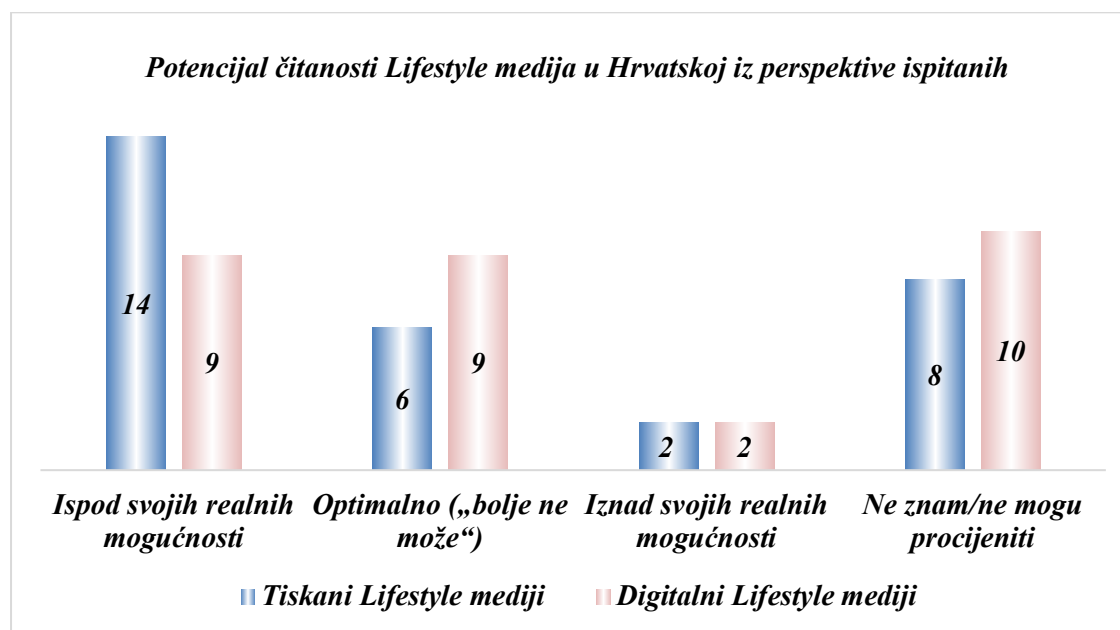 Potencijal čitanosti Lifestyle medija u Hrvatskoj iz perspektive ispitanih
14
9
6
9
2
2
8
10
Ispod svojih realnih mogućnosti
Optimalno („bolje ne može“)
Iznad svojih realnih mogućnosti
Ne znam/ne mogu procijeniti
Tiskani Lifestyle mediji
Digitalni Lifestyle mediji